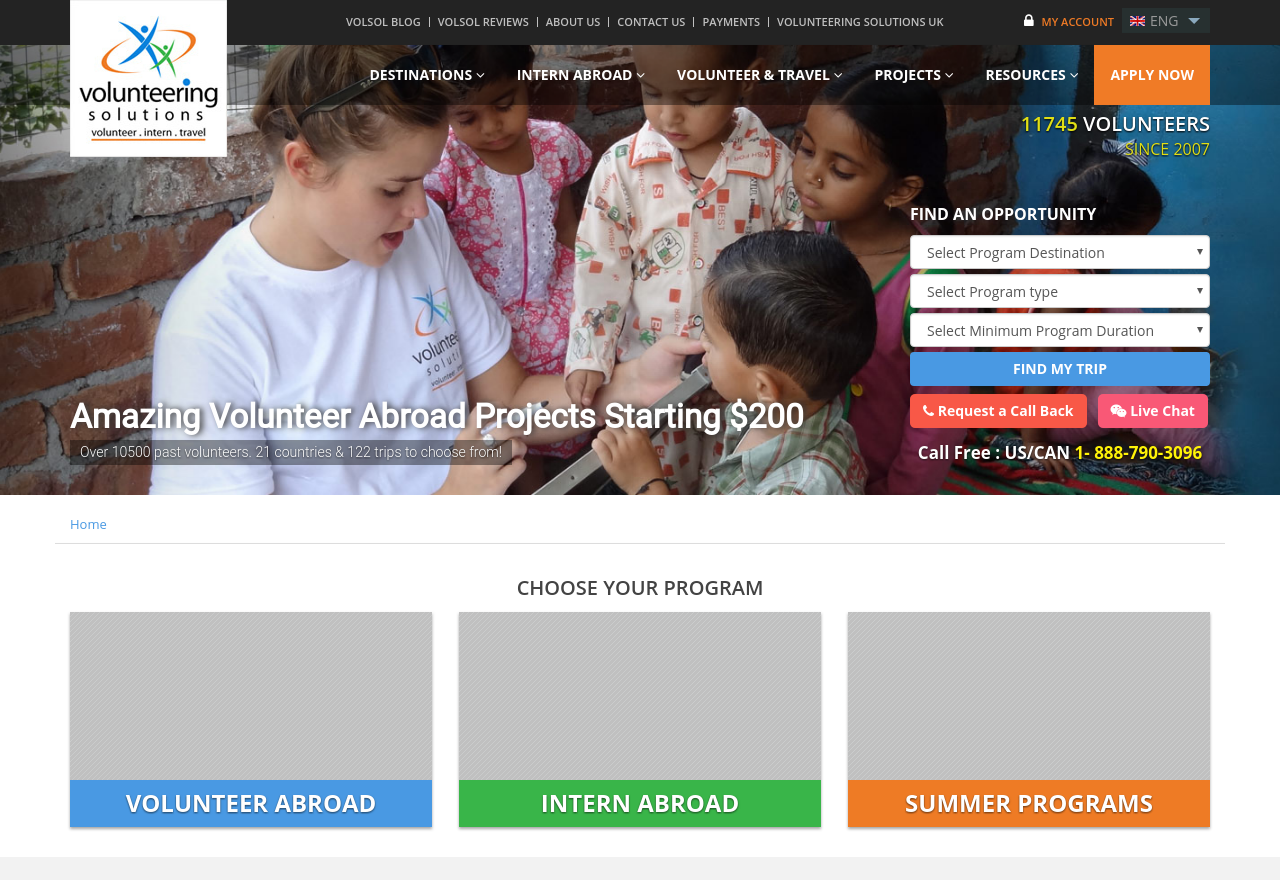 VOLSOL BLOG | VOLSOL REVIEWS | ABOUT US | CONTACT US | PAYMENTS | VOLUNTEERING SOLUTIONS UK
MY ACCOUNT
ENG
volunteering
solutions
volunteer . intern . travel
DESTINATIONS
INTERN ABROAD
VOLUNTEER & TRAVEL
PROJECTS
RESOURCES
APPLY NOW
11745 VOLUNTEERS
SINCE 2007
FIND AN OPPORTUNITY
Select Program Destination
Select Program type
Select Minimum Program Duration
FIND MY TRIP
Request a Call Back
Live Chat
Call Free : US/CAN 1- 888-790-3096
Amazing Volunteer Abroad Projects Starting $200
Over 10500 past volunteers. 21 countries & 122 trips to choose from!
Home
CHOOSE YOUR PROGRAM
VOLUNTEER ABROAD
INTERN ABROAD
SUMMER PROGRAMS